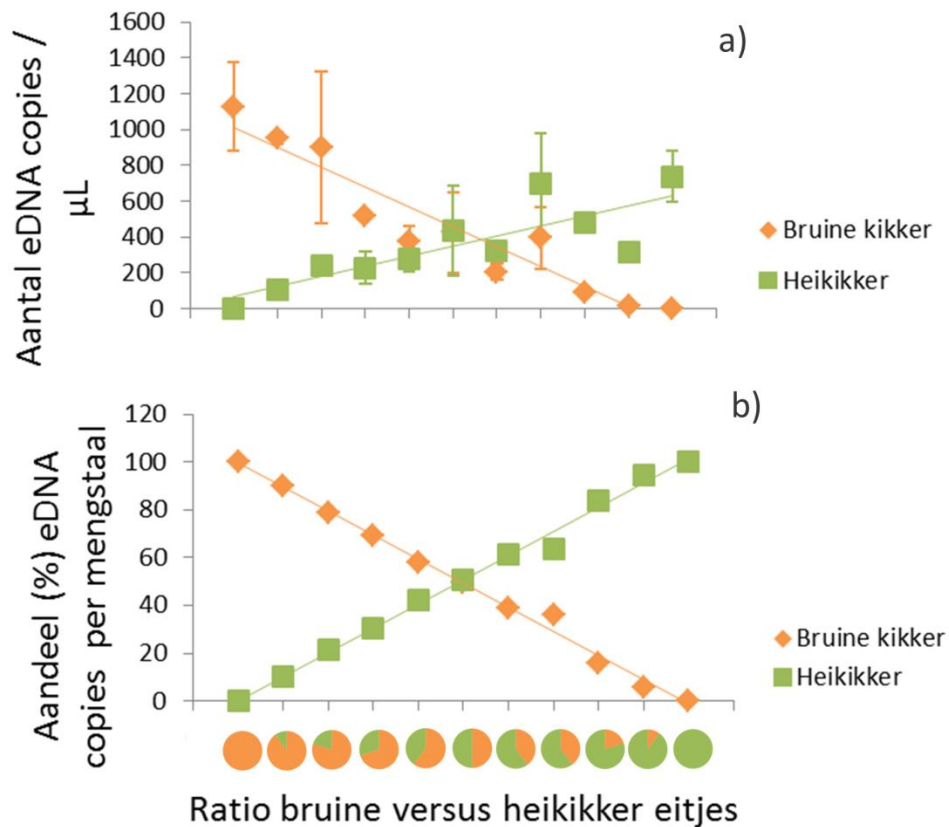 a)
Aantal eDNA copies /
µL
1600
1400
1200
1000
800
600
400
200
0
Bruine kikker
Heikikker
b)
Aandeel (%) eDNA
copies per mengstaal
120
100
80
60
40
20
0
Bruine kikker
Heikikker
Ratio bruine versus heikikker eitjes